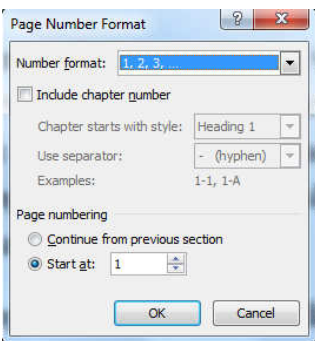 Page Number Format
Number format: 1, 2, 3, ...
Include chapter number
Chapter starts with style: Heading 1
Use separator: - (hyphen)
Examples: 1-1, 1-A
Page numbering
Continue from previous section
Start at: 1
OK Cancel